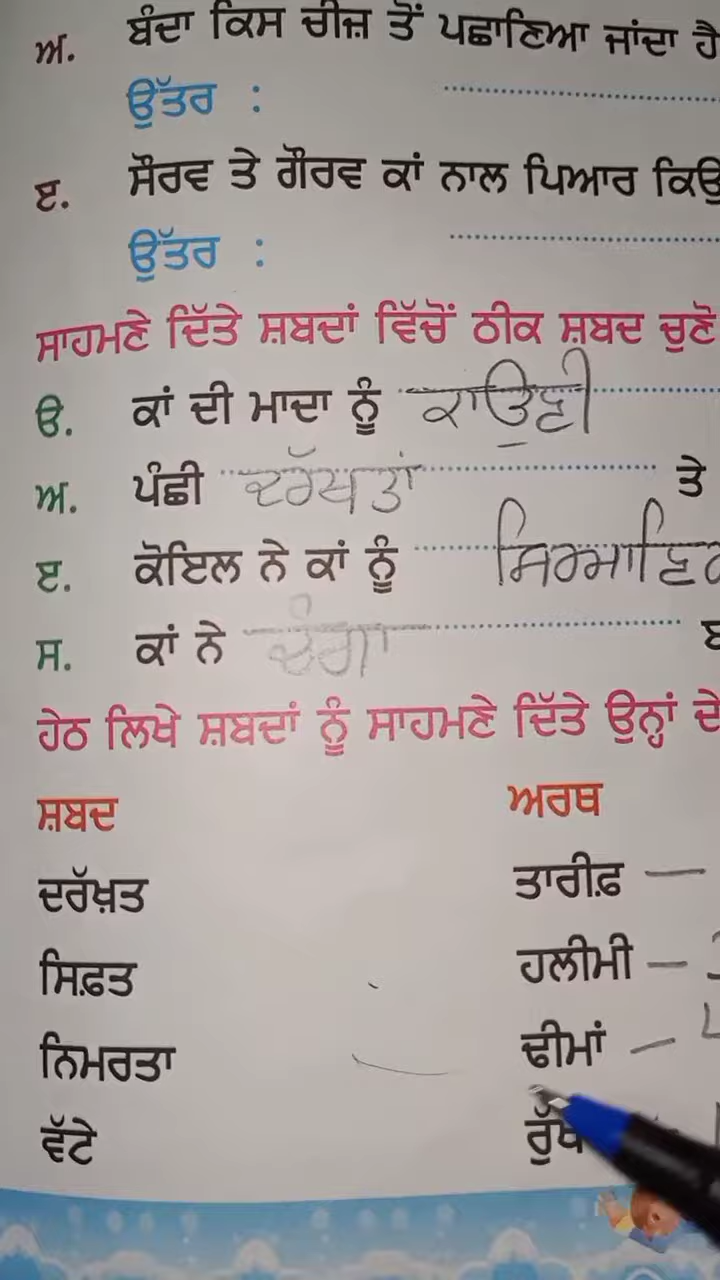 ਅ. ਬੰਦਾ ਕਿਸ ਚੀਜ਼ ਤੋਂ ਪਛਾਣਿਆ ਜਾਂਦਾ ਹੈ
ਉੱਤਰ :
ੲ. ਸੌਰਵ ਤੇ ਗੌਰਵ ਕਾਂ ਨਾਲ ਪਿਆਰ
ਉੱਤਰ :
ਸਾਹਮਣੇ ਦਿੱਤੇ ਸ਼ਬਦਾਂ ਵਿੱਚੋਂ ਠੀਕ ਸ਼ਬਦ ਚੁਣੋ
ੳ. ਕਾਂ ਦੀ ਮਾਦਾ ਨੂੰ ਕਾਉਣੀ
ਅ. ਪੰਛੀ ਦਰੱਖਤਾਂ ਤੇ
ੲ. ਕੋਇਲ ਨੇ ਕਾਂ ਨੂੰ
ਸ. ਕਾਂ ਨੇ ਚੰਗਾ
ਹੇਠ ਲਿਖੇ ਸ਼ਬਦਾਂ ਨੂੰ ਸਾਹਮਣੇ ਦਿੱਤੇ ਉਨ੍ਹਾਂ ਦੇ
ਸ਼ਬਦ ਅਰਥ
ਦਰੱਖ਼ਤ ਤਾਰੀਫ਼ —
ਸਿਫ਼ਤ ਹਲੀਮੀ —
ਨਿਮਰਤਾ ਢੀਮਾਂ —
ਵੱਟੇ ਰੁੱਖ